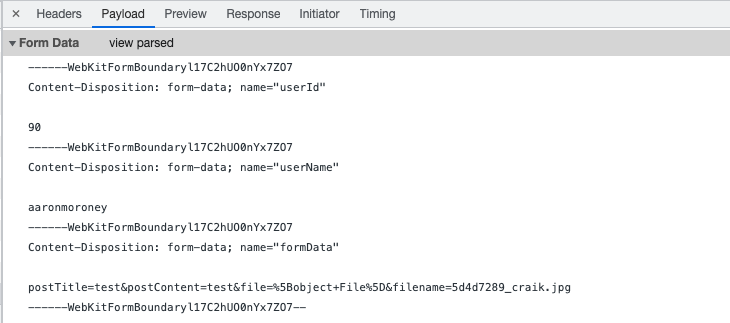 × Headers Payload Preview Response Initiator Timing
▼Form Data view parsed
------WebKitFormBoundaryl17C2hUO0nYx7ZO7
Content-Disposition: form-data; name="userId"
90
------WebKitFormBoundaryl17C2hUO0nYx7ZO7
Content-Disposition: form-data; name="userName"
aaronmoroney
------WebKitFormBoundaryl17C2hUO0nYx7ZO7
Content-Disposition: form-data; name="formData"
postTitle=test&postContent=test&file=%5Bobject+File%5D&filename=5d4d7289_craik.jpg
------WebKitFormBoundaryl17C2hUO0nYx7ZO7--